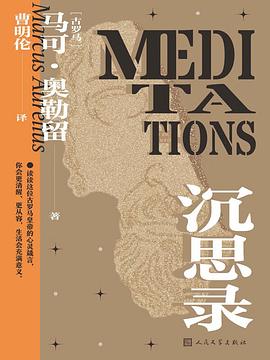 [古罗马]
马可·奥勒留
著
Marcus Aurelius
曹明伦
译
●读读这位古罗马皇帝的心灵箴言，
你会更清醒、更从容，生活会充满意义。
MEDI
TA
TIONS
沉思录
人民文学出版社